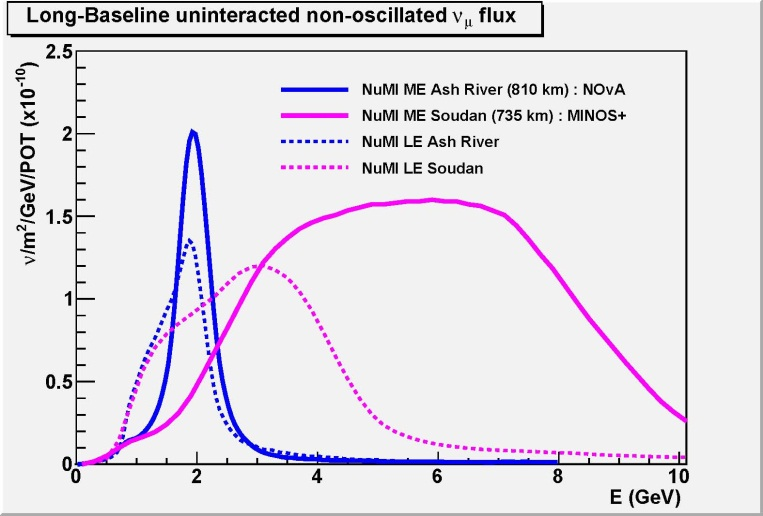 Long-Baseline uninteracted non-oscillated νμ flux
ν/m²/GeV/POT (x10⁻¹⁰)
2.5
2
1.5
1
0.5
0
NuMI ME Ash River (810 km) : NOvA
NuMI ME Soudan (735 km) : MINOS+
NuMI LE Ash River
NuMI LE Soudan
0 2 4 6 8 10
E (GeV)